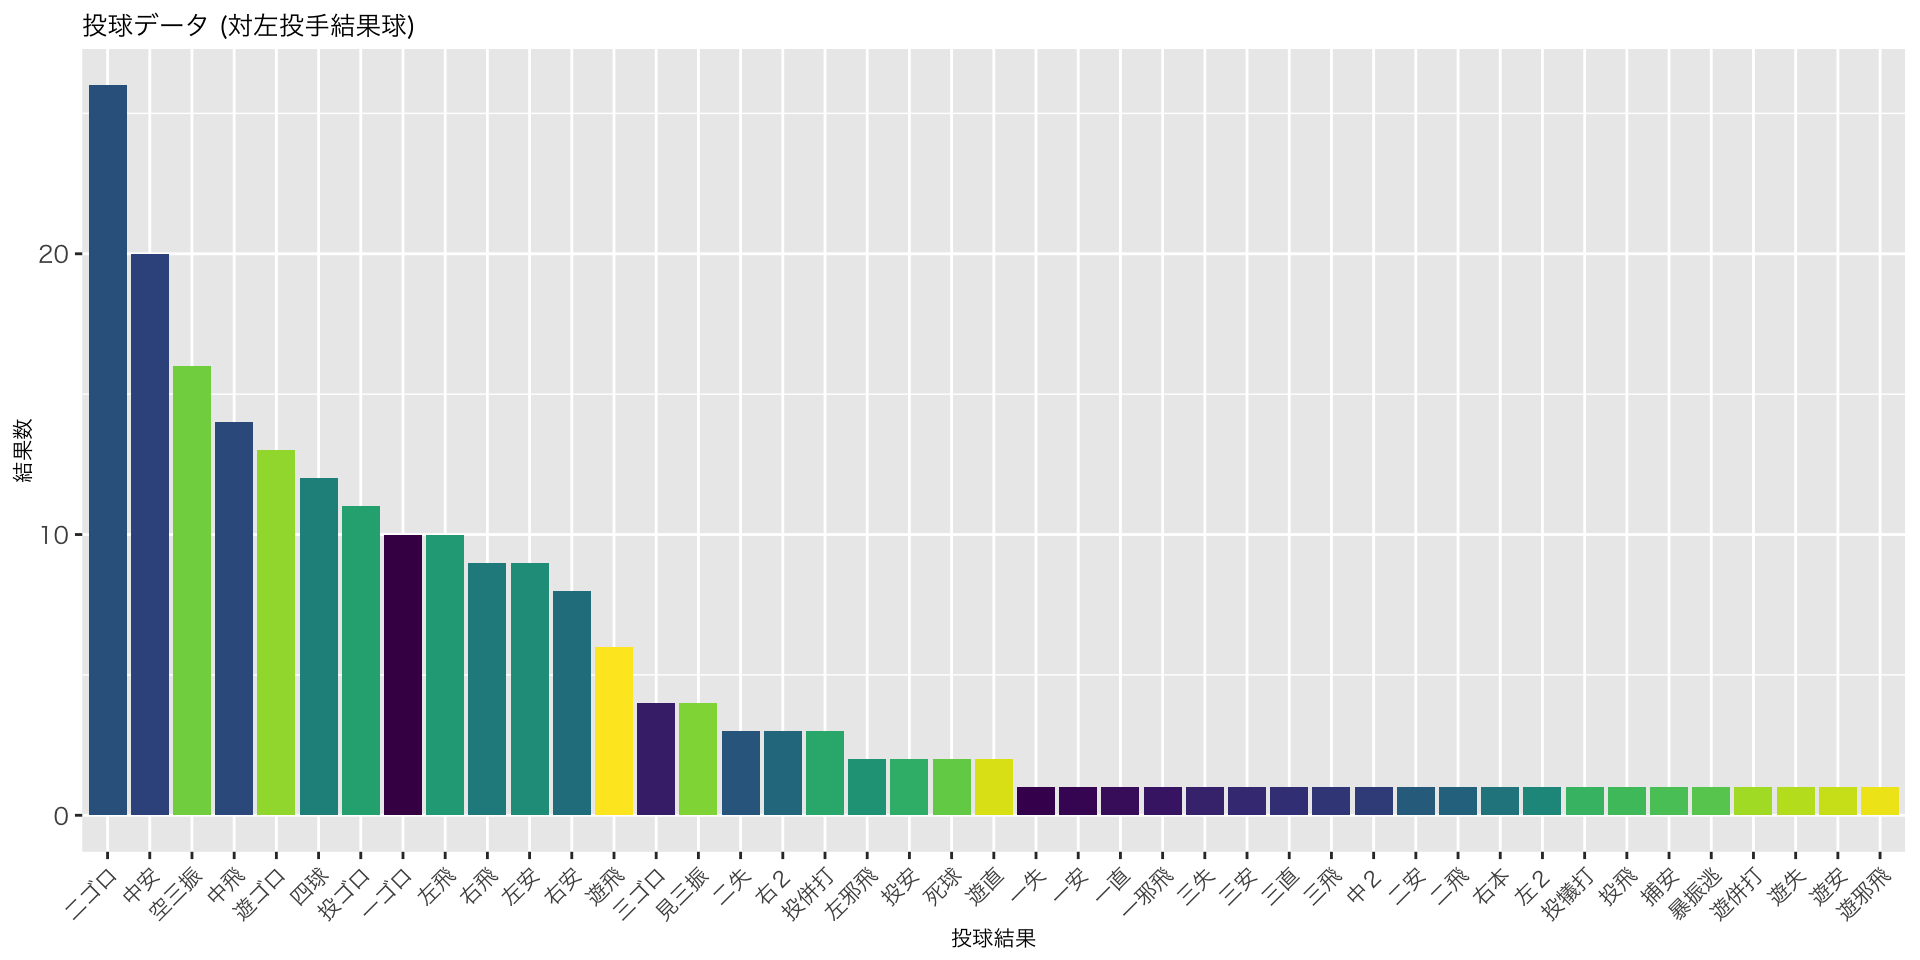 投球データ (対左投手結果球)
結果数
20
10
0
二ゴロ
中安
空三振
中飛
遊ゴロ
四球
投ゴロ
一ゴロ
左飛
右飛
左安
右安
遊飛
三ゴロ
見三振
二失
右2
投併打
左邪飛
投安
死球
遊直
一失
一安
一直
一邪飛
三失
三安
三直
三飛
中2
二安
二飛
右本
左2
投犠打
投飛
捕安
暴振逃
遊併打
遊失
遊安
遊邪飛
投球結果